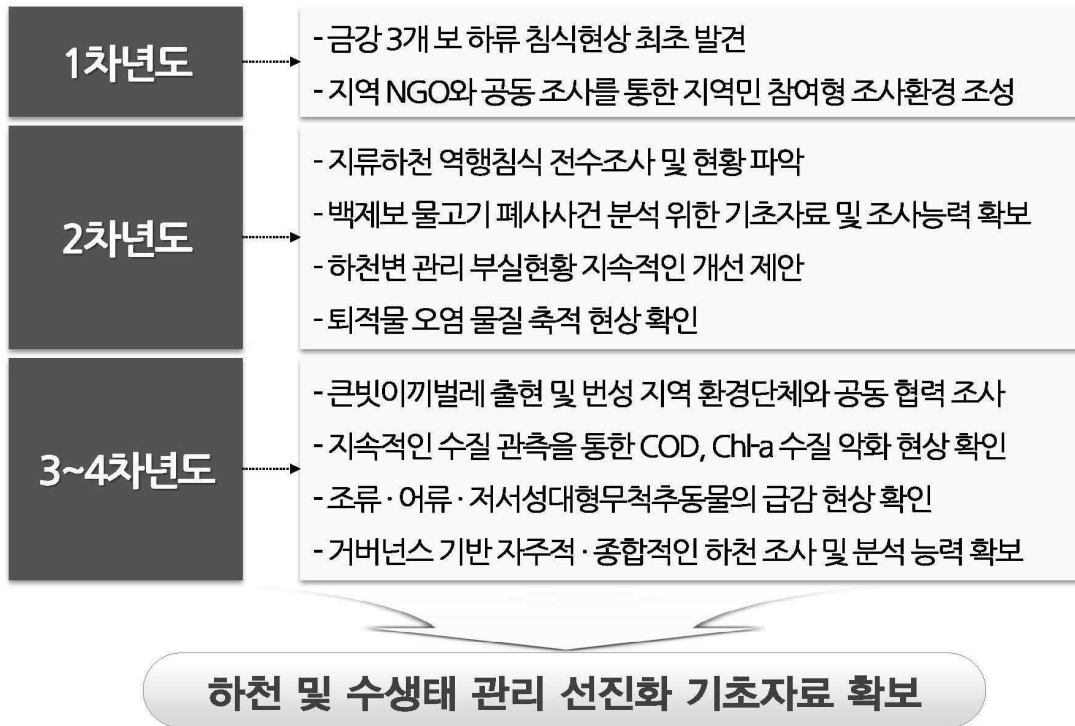 1차년도
- 금강 3개 보 하류 침식현상 최초 발견
- 지역 NGO와 공동 조사를 통한 지역민 참여형 조사환경 조성
2차년도
- 지류하천 역행침식 전수조사 및 현황 파악
- 백제보 물고기 폐사사건 분석 위한 기초자료 및 조사능력 확보
- 하천변 관리 부실현황 지속적인 개선 제안
- 퇴적물 오염 물질 축적 현상 확인
3~4차년도
- 큰빗이끼벌레 출현 및 번성 지역 환경단체와 공동 협력 조사
- 지속적인 수질 관측을 통한 COD, Chl-a 수질 악화 현상 확인
- 조류·어류·저서성대형무척추동물의 급감 현상 확인
- 거버넌스 기반 자주적·종합적인 하천 조사 및 분석 능력 확보
하천 및 수생태 관리 선진화 기초자료 확보